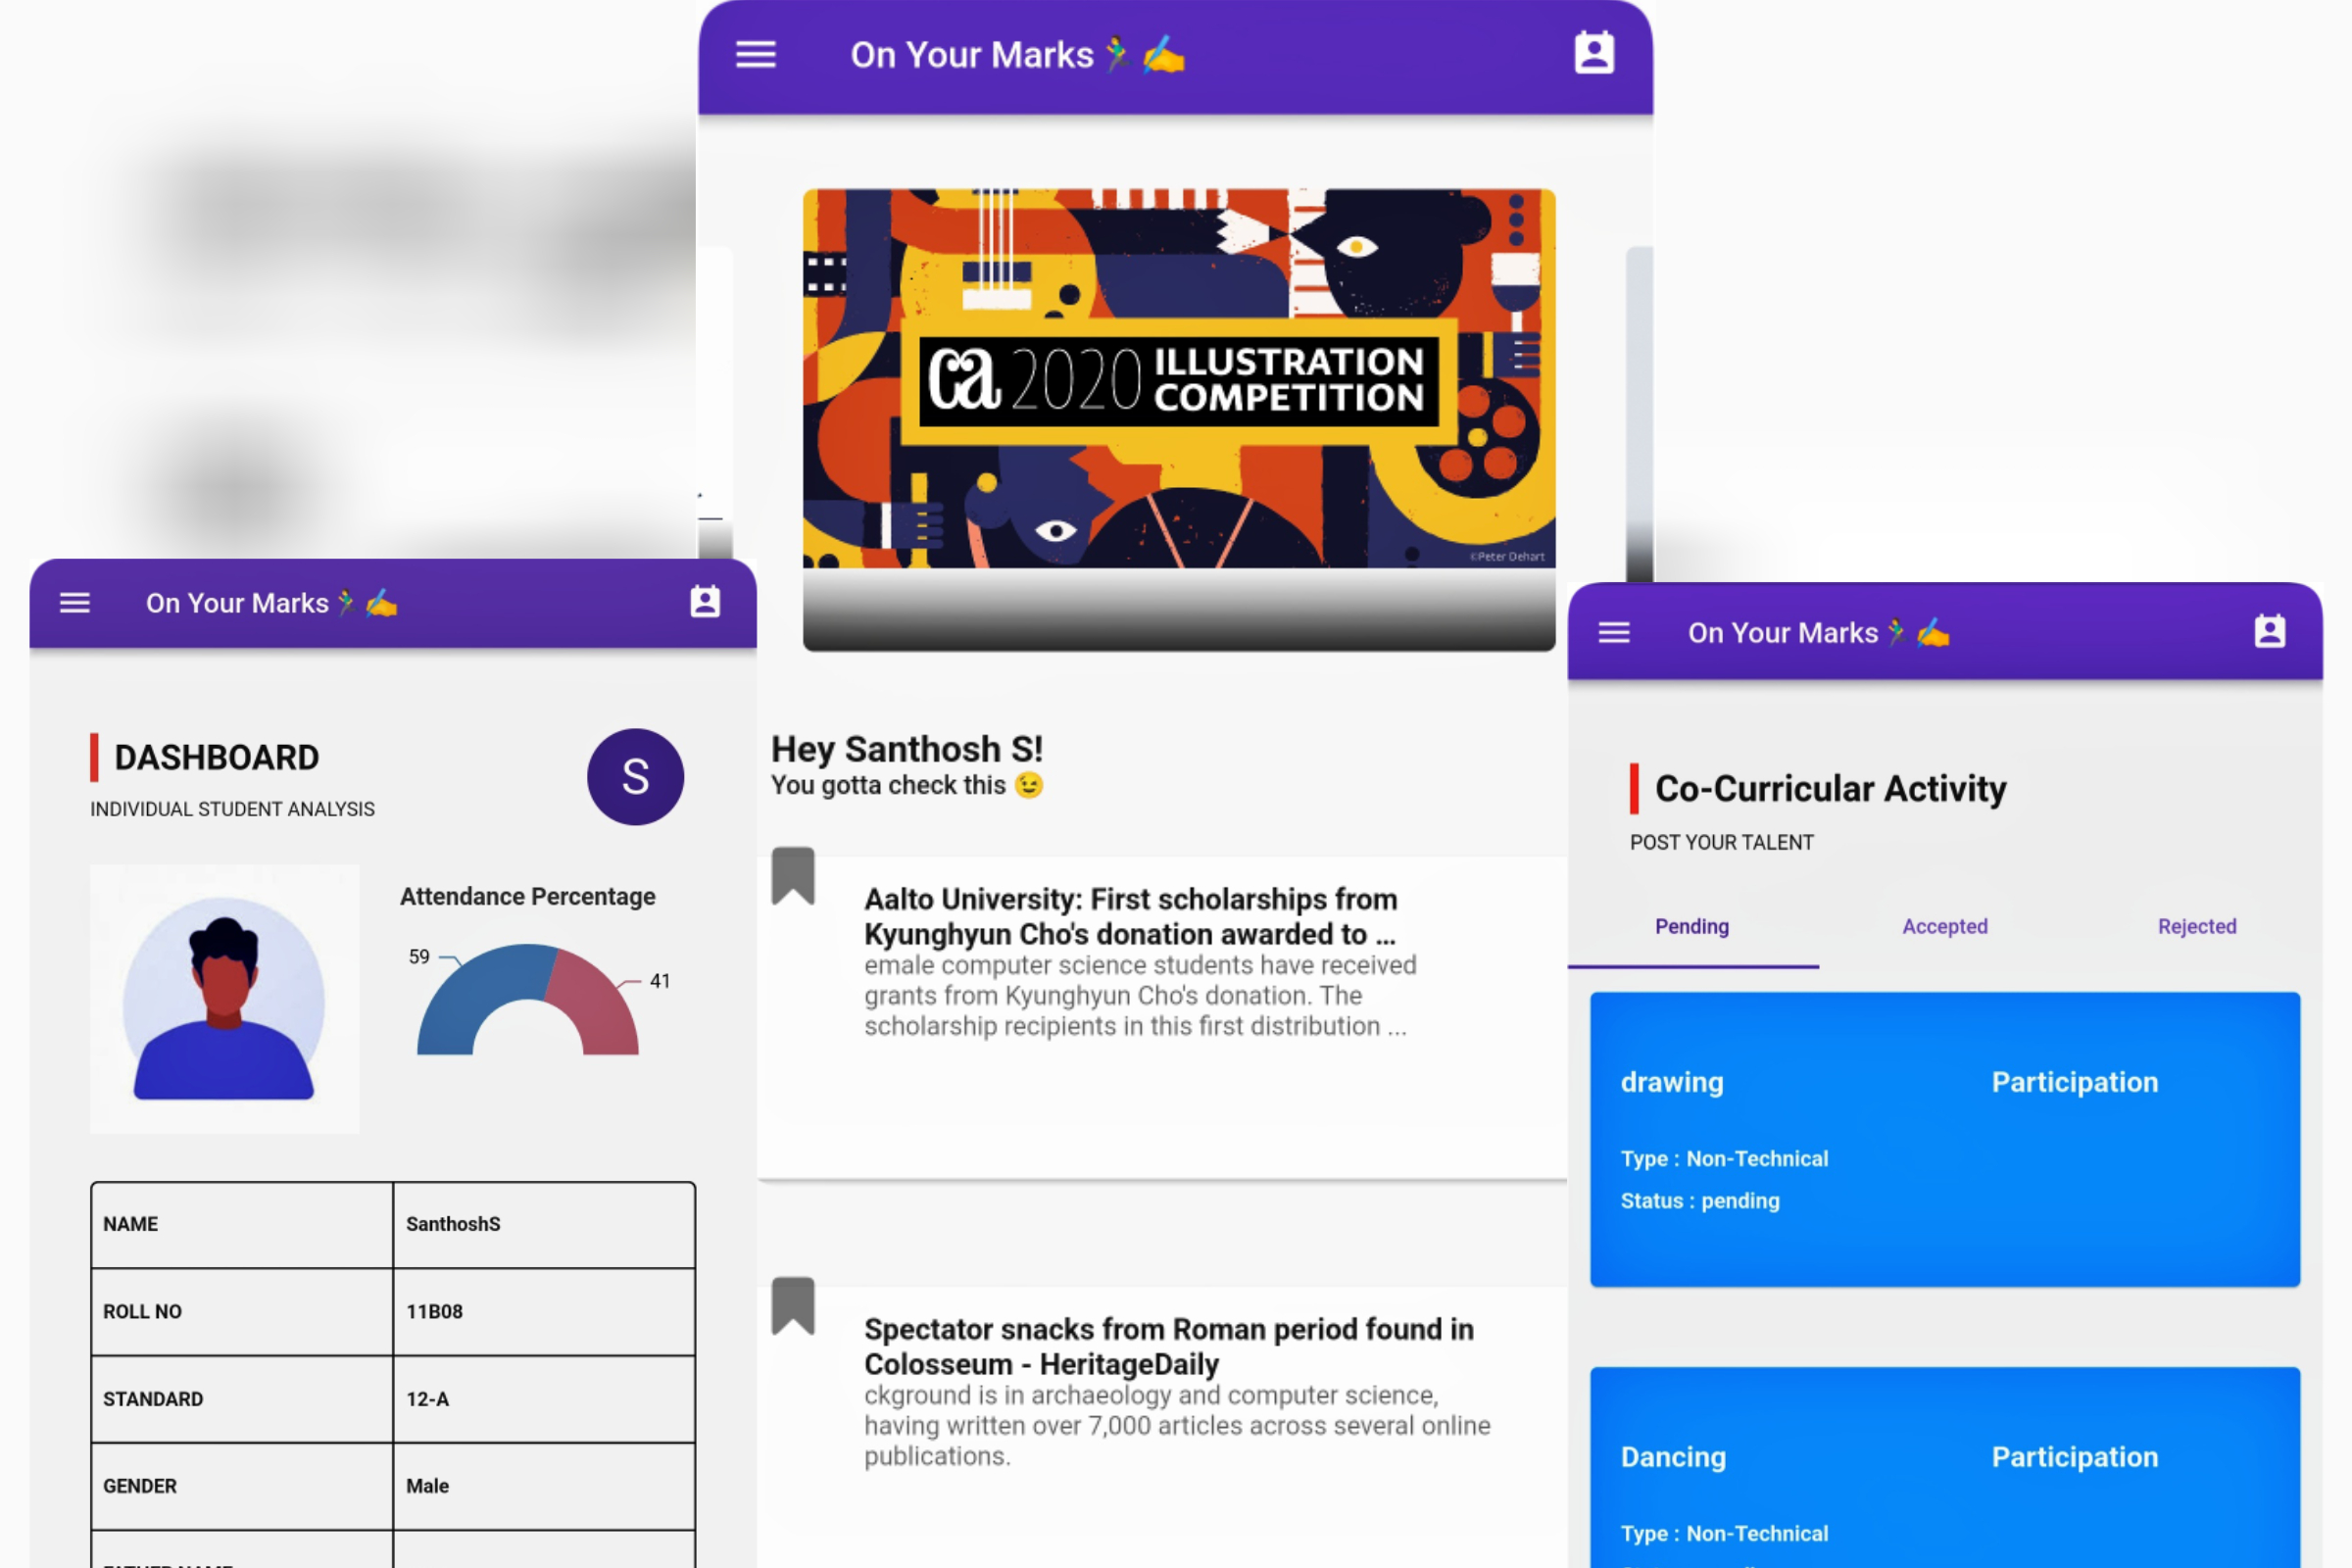 On Your Marks🏃‍♂️✍️
ca 2020 ILLUSTRATION
COMPETITION
©Peter Dehart
Hey Santhosh S!
You gotta check this 😉
Aalto University: First scholarships from
Kyunghyun Cho's donation awarded to ...
emale computer science students have received
grants from Kyunghyun Cho's donation. The
scholarship recipients in this first distribution ...
Spectator snacks from Roman period found in
Colosseum - HeritageDaily
ckground is in archaeology and computer science,
having written over 7,000 articles across several online
publications.
On Your Marks🏃‍♂️✍️
DASHBOARD
S
INDIVIDUAL STUDENT ANALYSIS
Attendance Percentage
59
41
NAME SanthoshS
ROLL NO 11B08
STANDARD 12-A
GENDER Male
On Your Marks🏃‍♂️✍️
Co-Curricular Activity
POST YOUR TALENT
Pending Accepted Rejected
drawing Participation
Type : Non-Technical
Status : pending
Dancing Participation
Type : Non-Technical